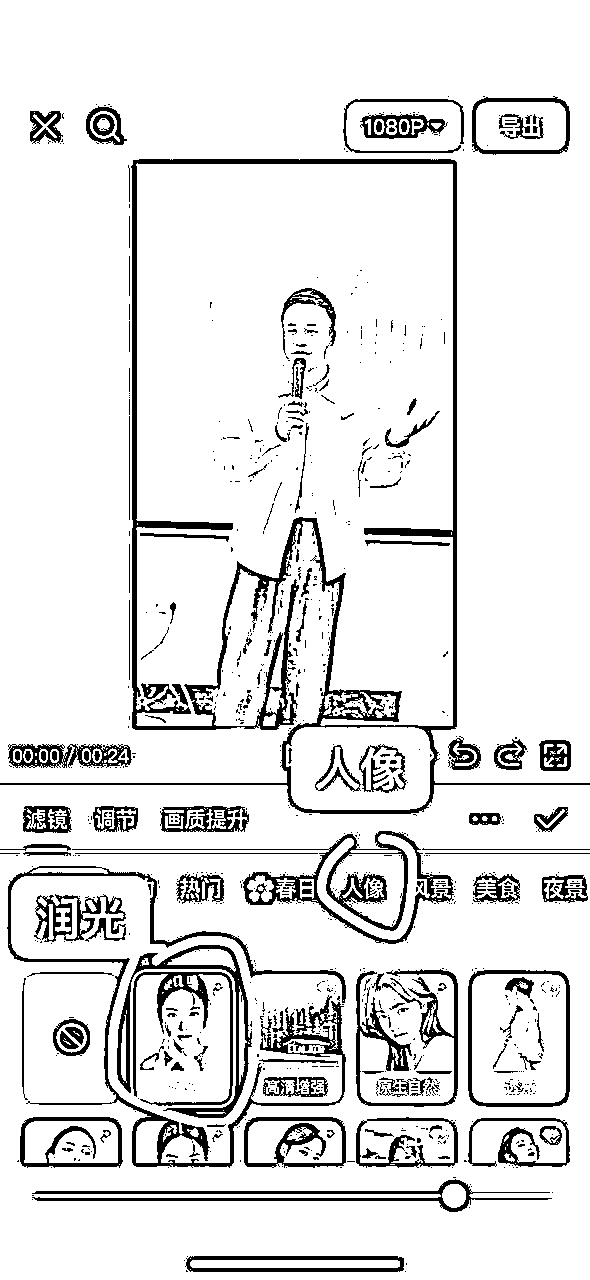 1080P 导出
00:00 / 00:24
人像
滤镜 调节 画质提升
热门 春日 人像 风景 美食 夜景
润光
高清增强 原生自然